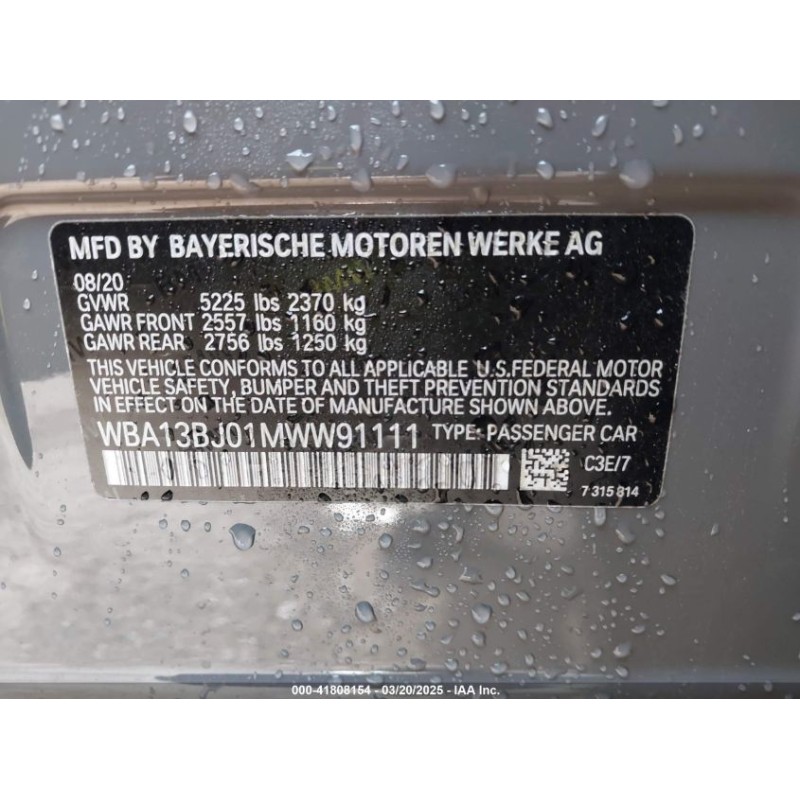 MFD BY BAYERISCHE MOTOREN WERKE AG
08/20
GVWR 5225 lbs 2370 kg
GAWR FRONT 2557 lbs 1160 kg
GAWR REAR 2756 lbs 1250 kg
THIS VEHICLE CONFORMS TO ALL APPLICABLE U.S.FEDERAL MOTOR
VEHICLE SAFETY, BUMPER AND THEFT PREVENTION STANDARDS
IN EFFECT ON THE DATE OF MANUFACTURE SHOWN ABOVE.
WBA13BJ01MWW91111 TYPE: PASSENGER CAR
C3E/7
7 315 814
000-41808154 - 03/20/2025 - IAA Inc.